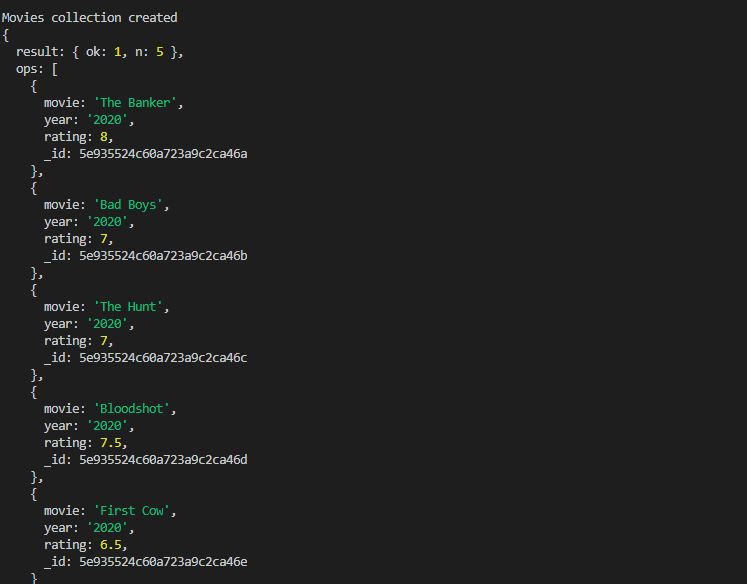 Movies collection created
{
  result: { ok: 1, n: 5 },
  ops: [
    {
      movie: 'The Banker',
      year: '2020',
      rating: 8,
      _id: 5e935524c60a723a9c2ca46a
    },
    {
      movie: 'Bad Boys',
      year: '2020',
      rating: 7,
      _id: 5e935524c60a723a9c2ca46b
    },
    {
      movie: 'The Hunt',
      year: '2020',
      rating: 7,
      _id: 5e935524c60a723a9c2ca46c
    },
    {
      movie: 'Bloodshot',
      year: '2020',
      rating: 7.5,
      _id: 5e935524c60a723a9c2ca46d
    },
    {
      movie: 'First Cow',
      year: '2020',
      rating: 6.5,
      _id: 5e935524c60a723a9c2ca46e
    }